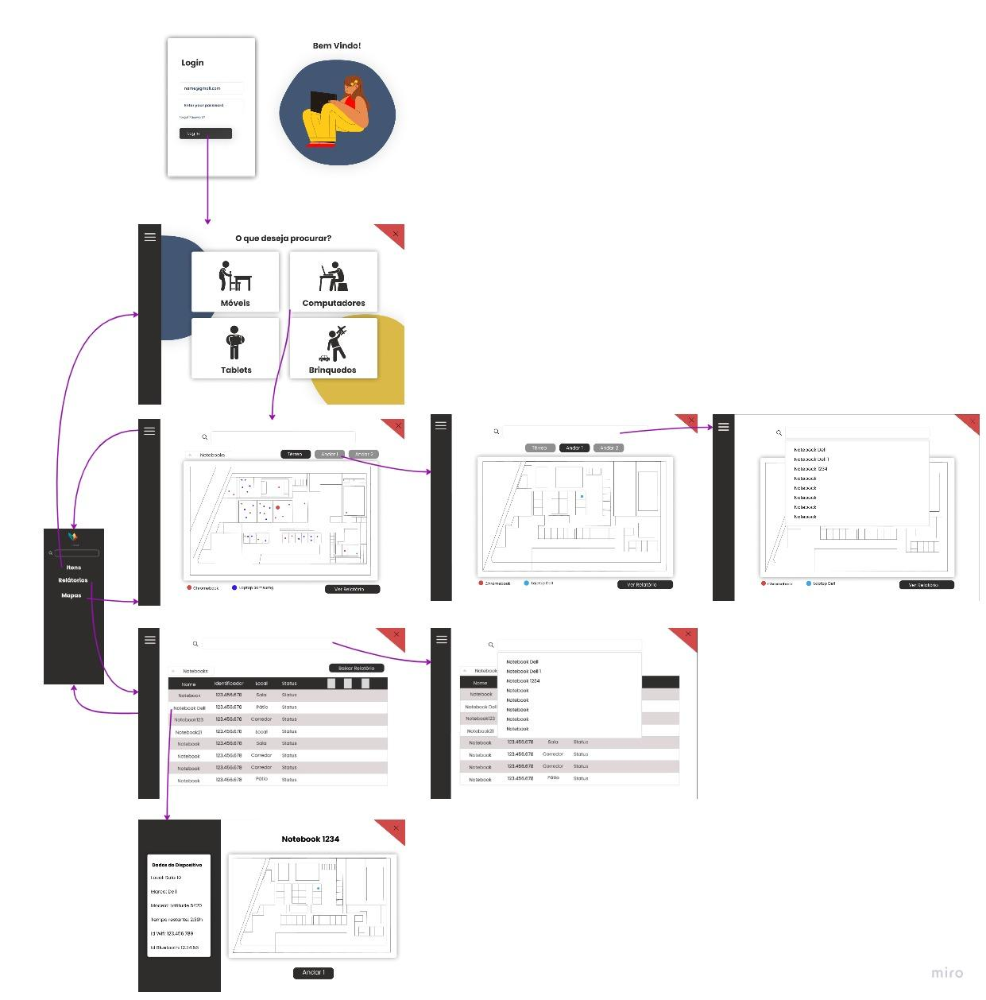 Bem Vindo!
Login
name@gmail.com
Enter your password
Forgot Password?
Log In
O que deseja procurar?
Móveis
Computadores
Tablets
Brinquedos
Notebooks
Térreo
Andar 1
Andar 2
Chromebook
Laptop Samsumg
Ver Relatório
Térreo
Andar 1
Andar 2
Chromebook
Laptop Dell
Ver Relatório
Notebook Dell
Notebook Dell 1
Notebook 1234
Notebook
Notebook
Notebook
Notebook
Notebook
Chromebook
Laptop Dell
Ver Relatório
Itens
Relátorios
Mapas
Notebooks
Baixar Relatório
Nome Identificador Local Status
Notebook 123.456.678 Sala Status
Notebook Dell 123.456.678 Pátio Status
Notebook123 123.456.678 Corredor Status
Notebook21 123.456.678 Local Status
Notebook 123.456.678 Sala Status
Notebook 123.456.678 Corredor Status
Notebook 123.456.678 Corredor Status
Notebook 123.456.678 Pátio Status
Notebook Dell
Notebook Dell 1
Notebook 1234
Notebook
Notebook
Notebook
Notebook
Notebook
Notebook
Nome
Notebook
Notebook Dell
Notebook123
Notebook21
Notebook 123.456.678 Sala Status
Notebook 123.456.678 Corredor Status
Notebook 123.456.678 Corredor Status
Notebook 123.456.678 Pátio Status
Notebook 1234
Dados do Dispositivo
Local: Sala 10
Marca: Dell
Modelo: Latitude 5420
Tempo restante: 2:30h
Id Wifi: 123.456.789
Id Bluetooth: 12:34:56
Andar 1
miro